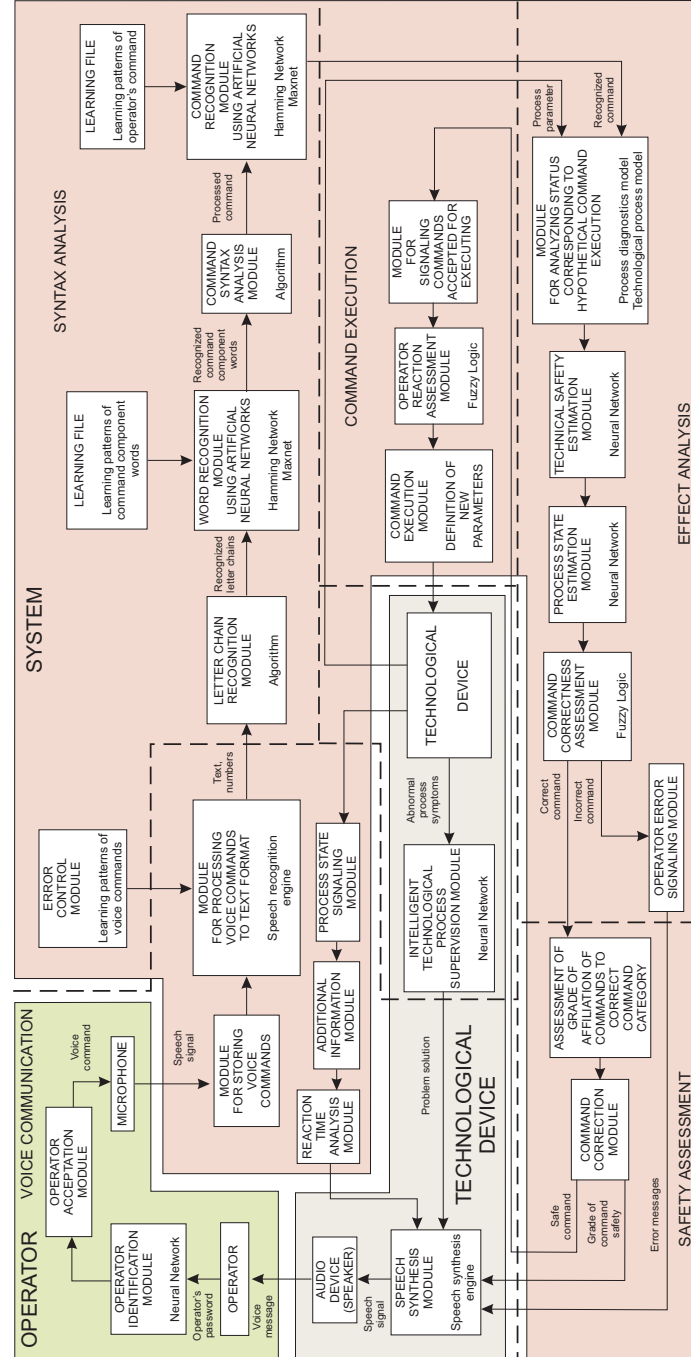 OPERATOR
VOICE COMMUNICATION
OPERATOR
ACCEPTATION
MODULE
Voice
command
MICROPHONE
Speech
signal
OPERATOR
IDENTIFICATION
MODULE
Neural Network
Operator's
password
OPERATOR
Voice
message
SYSTEM
SYNTAX ANALYSIS
ERROR
CONTROL
MODULE
Learning patterns of
voice commands
MODULE
FOR STORING
VOICE
COMMANDS
MODULE
FOR PROCESSING
VOICE COMMANDS
TO TEXT FORMAT
Speech recognition
engine
Text,
numbers
LETTER CHAIN
RECOGNITION
MODULE
Algorithm
Recognized
letter chains
LEARNING FILE
Learning patterns of
command component
words
WORD RECOGNITION
MODULE
USING ARTIFICIAL
NEURAL NETWORKS
Hamming Network
Maxnet
Recognized
command
component
words
COMMAND
SYNTAX
ANALYSIS
MODULE
Algorithm
Processed
command
LEARNING FILE
Learning patterns of
operator's command
COMMAND
RECOGNITION
MODULE
USING ARTIFICIAL
NEURAL NETWORKS
Hamming Network
Maxnet
REACTION
TIME
ANALYSIS
MODULE
ADDITIONAL
INFORMATION
MODULE
PROCESS STATE
SIGNALING
MODULE
COMMAND EXECUTION
COMMAND
EXECUTION
MODULE
DEFINITION OF
NEW
PARAMETERS
OPERATOR
REACTION
ASSESSMENT
MODULE
Fuzzy Logic
MODULE
FOR
SIGNALING
COMMANDS
ACCEPTED FOR
EXECUTING
AUDIO
DEVICE
(SPEAKER)
Speech
signal
SPEECH
SYNTHESIS
MODULE
Speech synthesis
engine
Problem solution
TECHNOLOGICAL
DEVICE
INTELLIGENT
TECHNOLOGICAL
PROCESS
SUPERVISION MODULE
Neural Network
Abnormal
process
symptoms
TECHNOLOGICAL
DEVICE
Process
parameter
Recognized
command
MODULE
FOR ANALYZING STATUS
CORRESPONDING TO
HYPOTHETICAL COMMAND
EXECUTION
Process diagnostics model
Technological process model
TECHNICAL SAFETY
ESTIMATION
MODULE
Neural Network
PROCESS STATE
ESTIMATION
MODULE
Neural Network
COMMAND
CORRECTNESS
ASSESSMENT
MODULE
Fuzzy Logic
Correct command
Incorrect
command
OPERATOR ERROR
SIGNALING MODULE
EFFECT ANALYSIS
ASSESSMENT OF
GRADE OF
AFFILIATION OF
COMMANDS TO
CORRECT
COMMAND
CATEGORY
COMMAND
CORRECTION
MODULE
Safe
command
Grade of
command
safety
Error messages
SAFETY ASSESSMENT